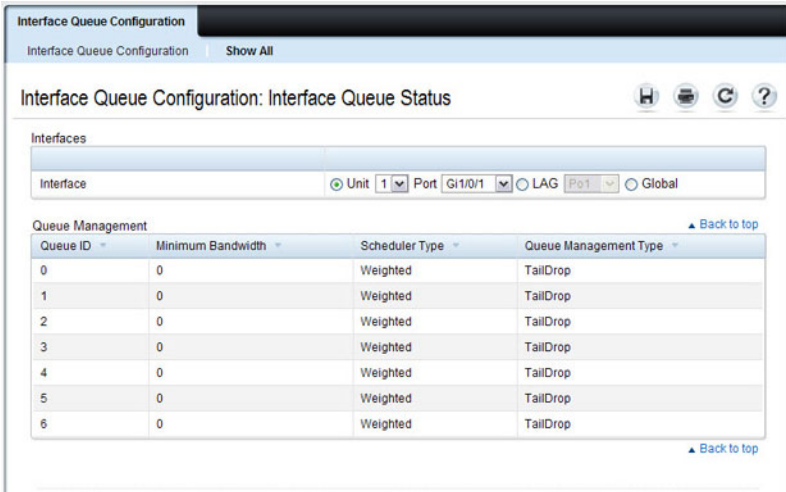 Interface Queue Configuration
Interface Queue Configuration Show All
Interface Queue Configuration: Interface Queue Status
Interfaces
Interface Unit 1 Port Gi1/0/1 LAG Po1 Global
Queue Management Back to top
Queue ID Minimum Bandwidth Scheduler Type Queue Management Type
0 0 Weighted TailDrop
1 0 Weighted TailDrop
2 0 Weighted TailDrop
3 0 Weighted TailDrop
4 0 Weighted TailDrop
5 0 Weighted TailDrop
6 0 Weighted TailDrop
Back to top